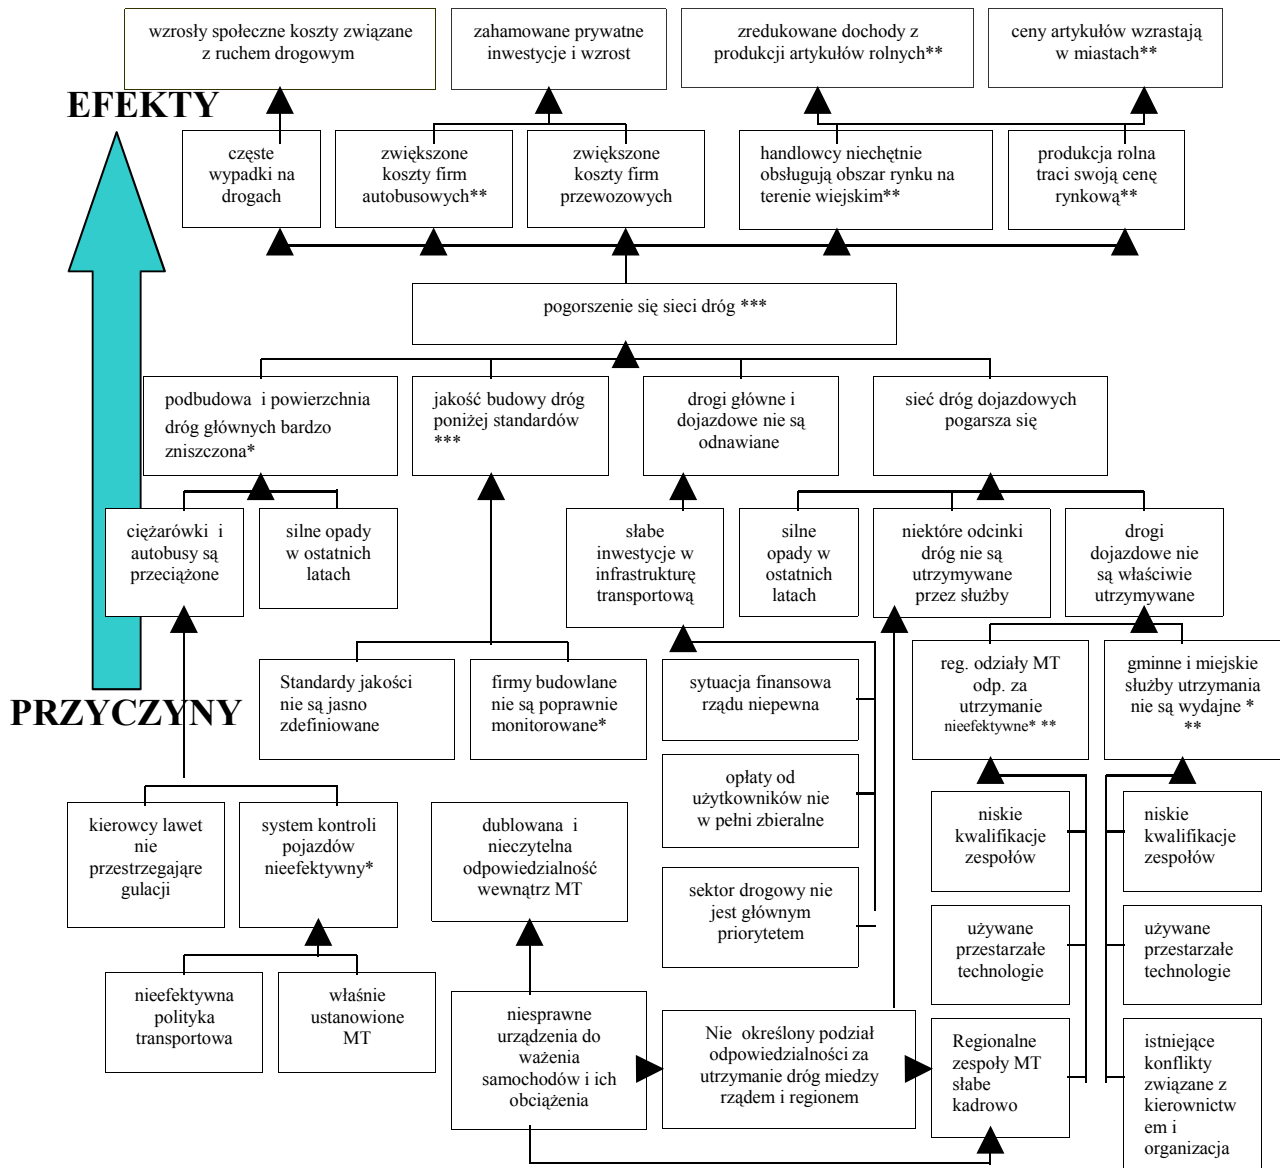 wzrosły społeczne koszty związane
z ruchem drogowym
zahamowane prywatne
inwestycje i wzrost
zredukowane dochody z
produkcji artykułów rolnych**
ceny artykułów wzrastają
w miastach**
EFEKTY
częste
wypadki na
drogach
zwiększone
koszty firm
autobusowych**
zwiększone
koszty firm
przewozowych
handlowcy niechętnie
obsługują obszar rynku na
terenie wiejskim**
produkcja rolna
traci swoją cenę
rynkową**
pogorszenie się sieci dróg ***
podbudowa i powierzchnia
dróg głównych bardzo
zniszczona*
jakość budowy dróg
poniżej standardów
***
drogi główne i
dojazdowe nie są
odnawiane
sieć dróg dojazdowych
pogarsza się
ciężarówki i
autobusy są
przeciążone
silne opady
w ostatnich
latach
słabe
inwestycje w
infrastrukturę
transportową
silne
opady w
ostatnich
latach
niektóre odcinki
dróg nie są
utrzymywane
przez służby
drogi
dojazdowe nie
są właściwie
utrzymywane
PRZYCZYNY
Standardy jakości
nie są jasno
zdefiniowane
firmy budowlane
nie są poprawnie
monitorowane*
sytuacja finansowa
rządu niepewna
reg. odziały MT
odp. za
utrzymanie
nieefektywne* **
gminne i miejskie
służby utrzymania
nie są wydajne *
**
opłaty od
użytkowników nie
w pełni zbieralne
sektor drogowy nie
jest głównym
priorytetem
kierowcy lawet
nie
przestrzegająre
gulacji
system kontroli
pojazdów
nieefektywny*
dublowana i
nieczytelna
odpowiedzialność
wewnątrz MT
niskie
kwalifikacje
zespołów
niskie
kwalifikacje
zespołów
używane
przestarzałe
technologie
używane
przestarzałe
technologie
nieefektywna
polityka
transportowa
właśnie
ustanowione
MT
niesprawne
urządzenia do
ważenia
samochodów i ich
obciążenia
Nie określony podział
odpowiedzialności za
utrzymanie dróg miedzy
rządem i regionem
Regionalne
zespoły MT
słabe
kadrowo
istniejące
konflikty
związane z
kierownictw
em i
organizacja